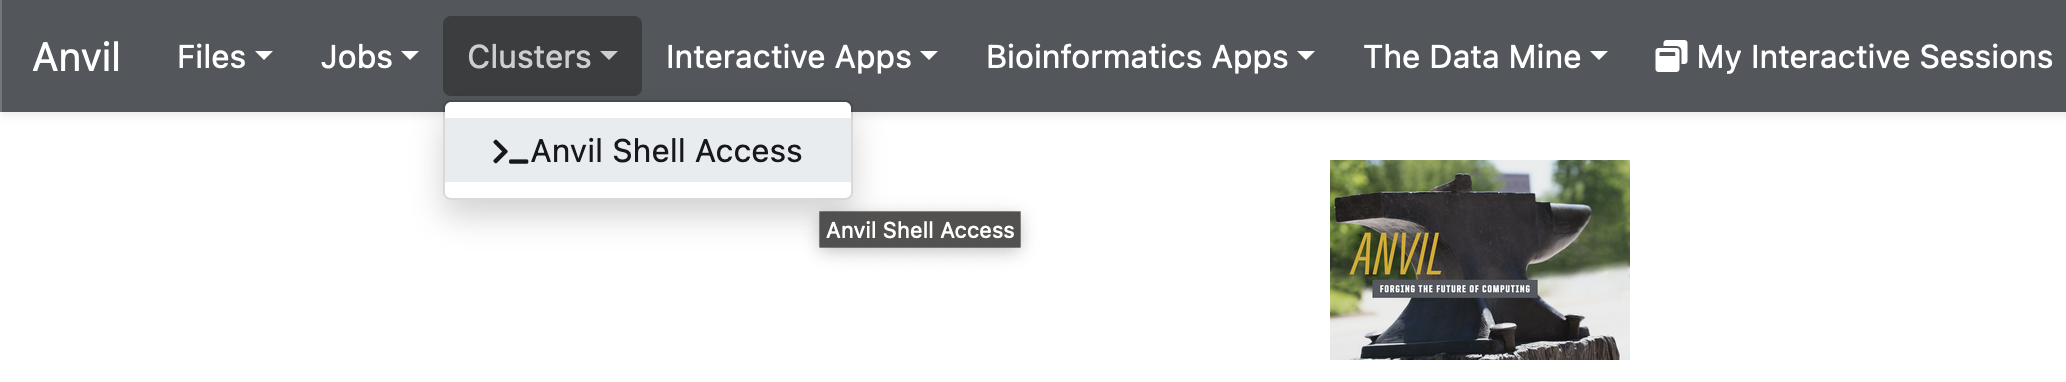 Anvil Files Jobs Clusters Interactive Apps Bioinformatics Apps The Data Mine My Interactive Sessions
Anvil Shell Access
Anvil Shell Access
ANVIL
FORGING THE FUTURE OF COMPUTING